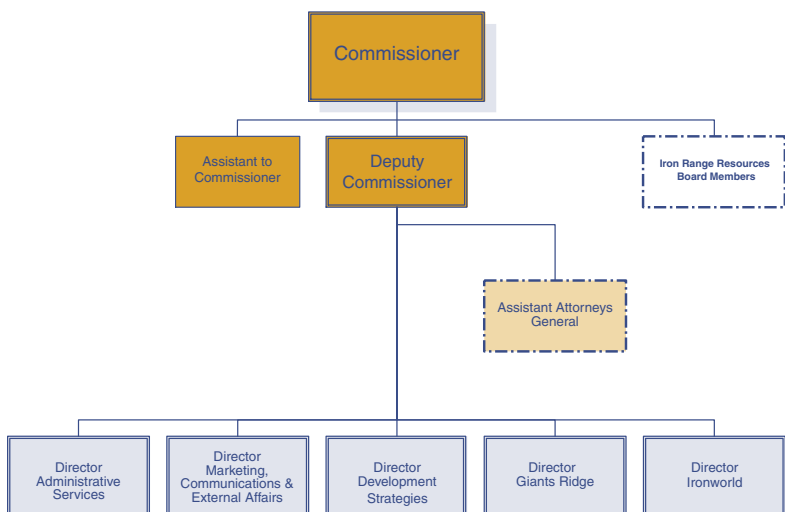 Commissioner
Assistant to
Commissioner
Deputy
Commissioner
Iron Range Resources
Board Members
Assistant Attorneys
General
Director
Administrative
Services
Director
Marketing,
Communications &
External Affairs
Director
Development
Strategies
Director
Giants Ridge
Director
Ironworld